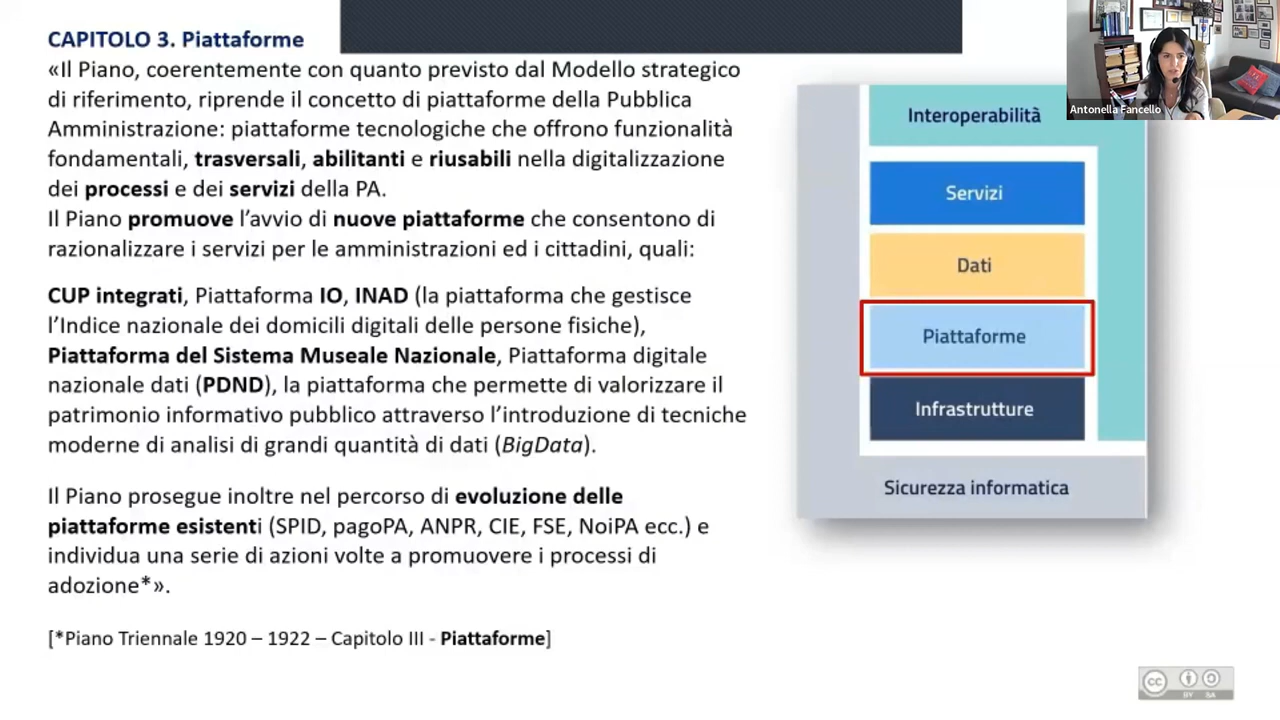 CAPITOLO 3. Piattaforme
«Il Piano, coerentemente con quanto previsto dal Modello strategico
di riferimento, riprende il concetto di piattaforme della Pubblica
Amministrazione: piattaforme tecnologiche che offrono funzionalità
fondamentali, trasversali, abilitanti e riusabili nella digitalizzazione
dei processi e dei servizi della PA.
Il Piano promuove l’avvio di nuove piattaforme che consentono di
razionalizzare i servizi per le amministrazioni ed i cittadini, quali:
CUP integrati, Piattaforma IO, INAD (la piattaforma che gestisce
l’Indice nazionale dei domicili digitali delle persone fisiche),
Piattaforma del Sistema Museale Nazionale, Piattaforma digitale
nazionale dati (PDND), la piattaforma che permette di valorizzare il
patrimonio informativo pubblico attraverso l’introduzione di tecniche
moderne di analisi di grandi quantità di dati (BigData).
Il Piano prosegue inoltre nel percorso di evoluzione delle
piattaforme esistenti (SPID, pagoPA, ANPR, CIE, FSE, NoiPA ecc.) e
individua una serie di azioni volte a promuovere i processi di
adozione*».
[*Piano Triennale 1920 – 1922 – Capitolo III - Piattaforme]
Antonella Fancello
Interoperabilità
Servizi
Dati
Piattaforme
Infrastrutture
Sicurezza informatica
cc
BY SA